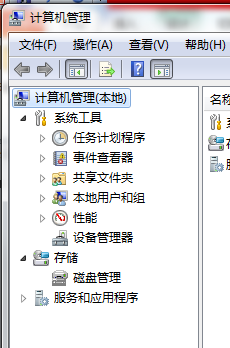 计算机管理
文件(F) 操作(A) 查看(V) 帮助(H)
计算机管理(本地)
系统工具
任务计划程序
事件查看器
共享文件夹
本地用户和组
性能
设备管理器
存储
磁盘管理
服务和应用程序
名称